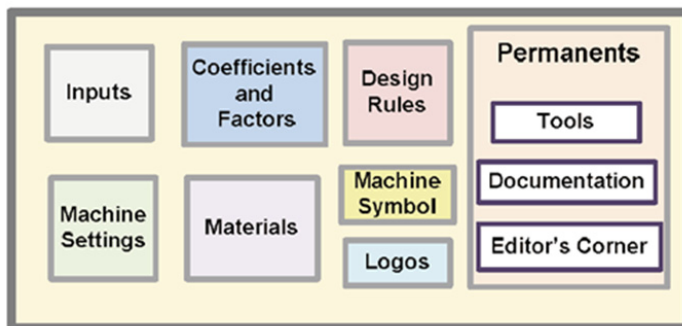 Inputs
Coefficients
and
Factors
Design
Rules
Permanents
Tools
Documentation
Editor's Corner
Machine
Settings
Materials
Machine
Symbol
Logos